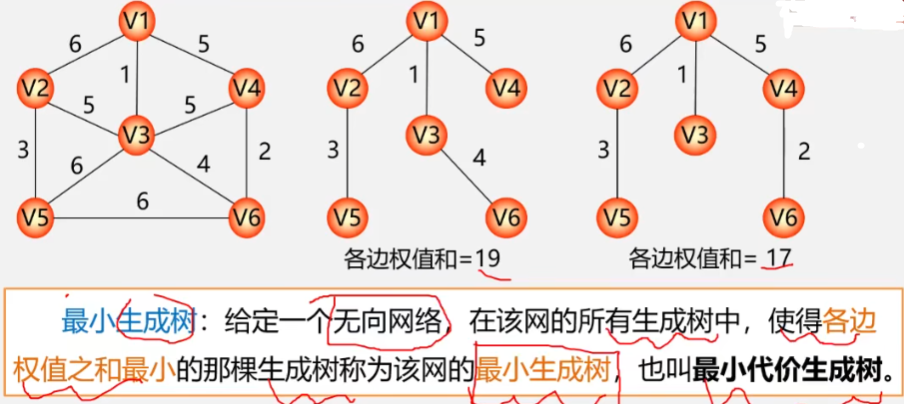 V1 V1 V1
6 5 6 5 6 5
1 1 1
V2 V4 V2 V4 V2 V4
5 5
V3 V3 V3
3 2 3 3 2
6 4 4
6
V5 V6 V5 V6 V5 V6
各边权值和=19 各边权值和= 17
最小生成树：给定一个无向网络，在该网的所有生成树中，使得各边
权值之和最小的那棵生成树称为该网的最小生成树，也叫最小代价生成树。